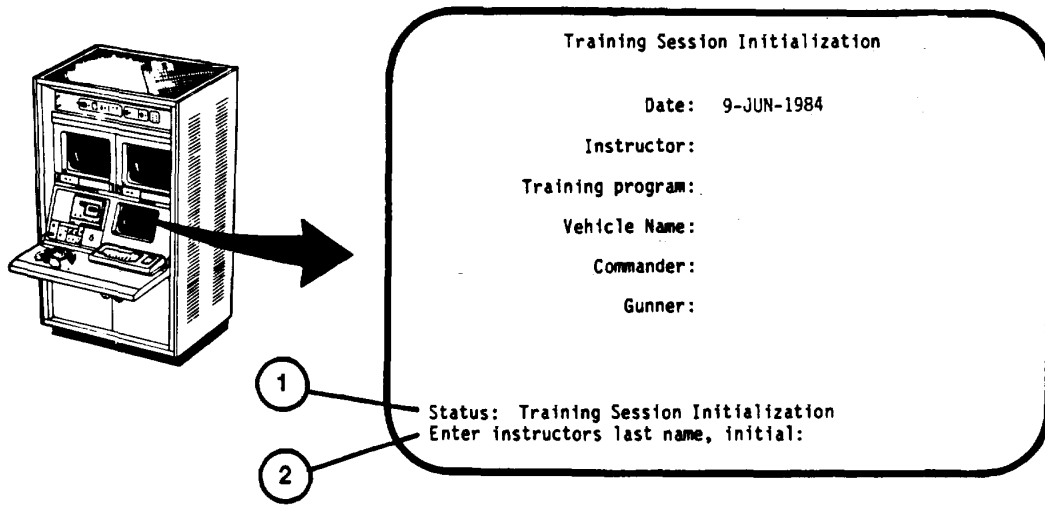 Training Session Initialization
Date: 9-JUN-1984
Instructor:
Training program:
Vehicle Name:
Commander:
Gunner:
1
Status: Training Session Initialization
Enter instructors last name, initial:
2